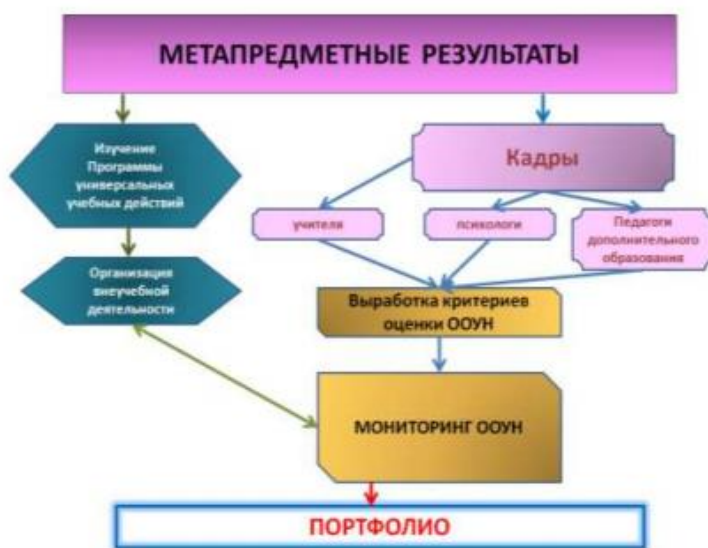 МЕТАПРЕДМЕТНЫЕ РЕЗУЛЬТАТЫ
Изучение
Программы
универсальных
учебных действий
Кадры
учителя
психологи
Педагоги
дополнительного
образования
Организация
внеучебной
деятельности
Выработка критериев
оценки ООУН
МОНИТОРИНГ ООУН
ПОРТФОЛИО